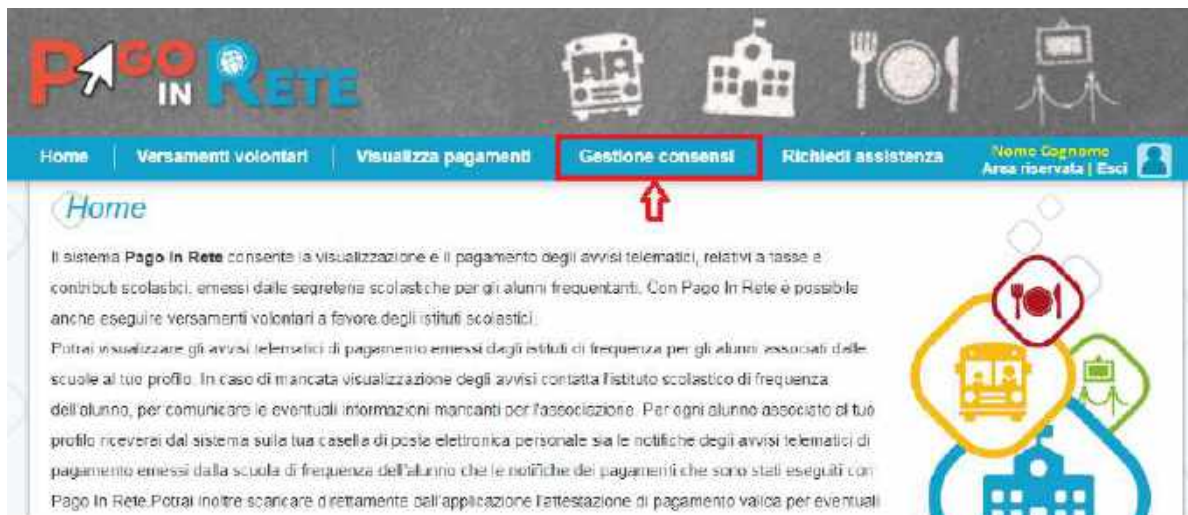 PAGO IN RETE
Home Versamenti volontari Visualizza pagamenti Gestione consensi Richiedi assistenza Nome Cognome
Area riservata | Esci
Home
Il sistema Pago In Rete consente la visualizzazione e il pagamento degli avvisi telematici, relativi a tasse e
contributi scolastici, emessi dalle segreterie scolastiche per gli alunni frequentanti. Con Pago In Rete è possibile
anche eseguire versamenti volontari a favore degli istituti scolastici.
Potrai visualizzare gli avvisi telematici di pagamento emessi dagli istituti di frequenza per gli alunni associati dalle
scuole al tuo profilo. In caso di mancata visualizzazione degli avvisi contatta l'istituto scolastico di frequenza
dell'alunno, per comunicare le eventuali informazioni mancanti per l'associazione. Per ogni alunno associato al tuo
profilo riceverai dal sistema sulla tua casella di posta elettronica personale sia le notifiche degli avvisi telematici di
pagamento emessi dalla scuola di frequenza dell'alunno che le notifiche dei pagamenti che sono stati eseguiti con
Pago In Rete.Potrai inoltre scaricare direttamente dall'applicazione l'attestazione di pagamento valida per eventuali